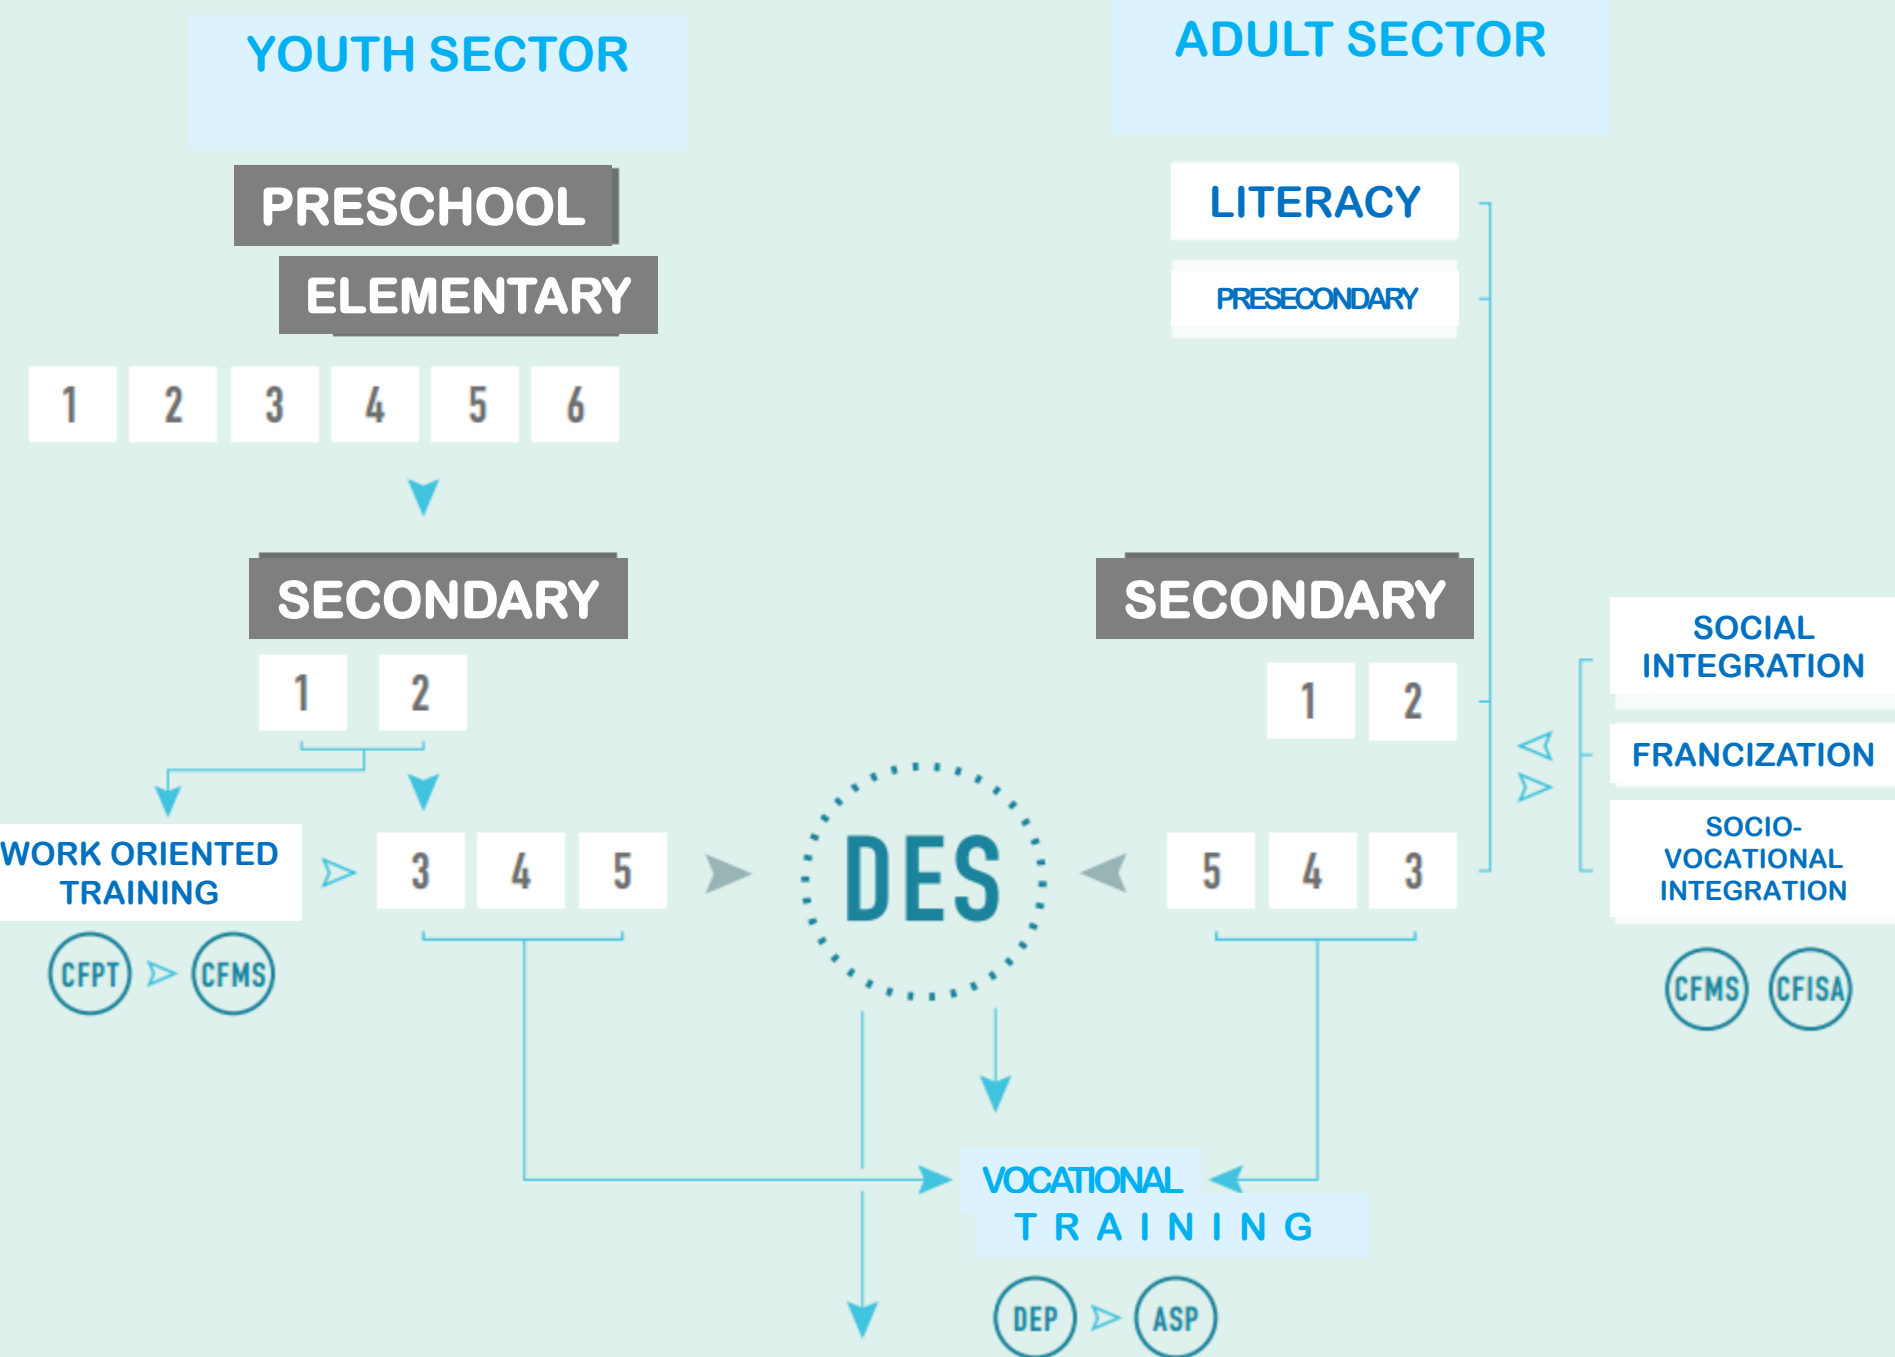 YOUTH SECTOR
ADULT SECTOR
PRESCHOOL
ELEMENTARY
1 2 3 4 5 6
LITERACY
PRESECONDARY
SECONDARY
1 2
SECONDARY
1 2
SOCIAL
INTEGRATION
FRANCIZATION
SOCIO-
VOCATIONAL
INTEGRATION
WORK ORIENTED
TRAINING
3 4 5
DES
5 4 3
CFPT CFMS
CFMS CFISA
VOCATIONAL
TRAINING
DEP ASP